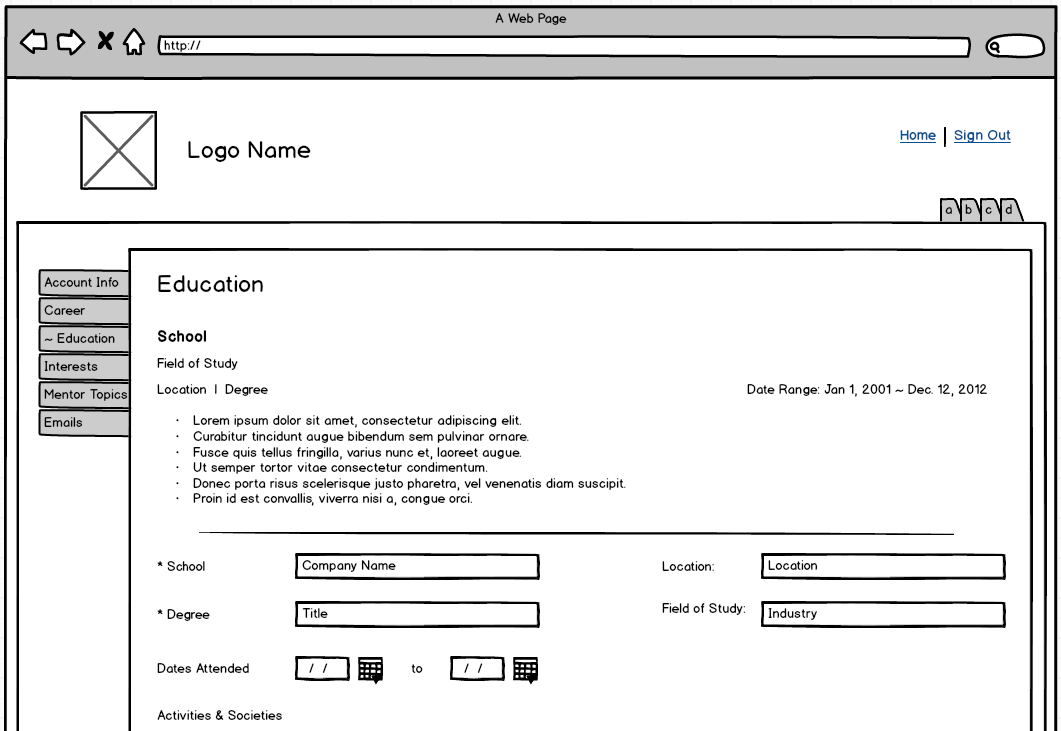 A Web Page
http://
Logo Name
Home | Sign Out
a b c d
Account Info
Career
~ Education
Interests
Mentor Topics
Emails
Education
School
Field of Study
Location | Degree
Date Range: Jan 1, 2001 ~ Dec. 12, 2012
· Lorem ipsum dolor sit amet, consectetur adipiscing elit.
· Curabitur tincidunt augue bibendum sem pulvinar ornare.
· Fusce quis tellus fringilla, varius nunc et, laoreet augue.
· Ut semper tortor vitae consectetur condimentum.
· Donec porta risus scelerisque justo pharetra, vel venenatis diam suscipit.
· Proin id est convallis, viverra nisi a, congue orci.
* School Company Name Location: Location
* Degree Title Field of Study: Industry
Dates Attended / / to / /
Activities & Societies